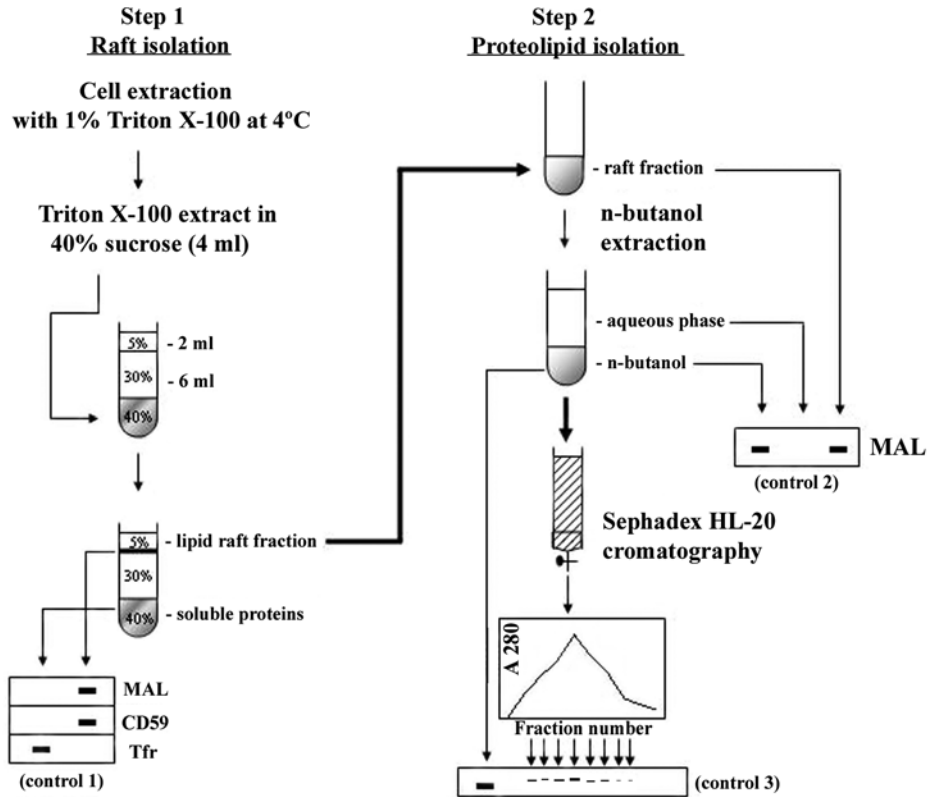 Step 1
Raft isolation
Cell extraction
with 1% Triton X-100 at 4ºC
Triton X-100 extract in
40% sucrose (4 ml)
5%
- 2 ml
30%
- 6 ml
40%
5%
- lipid raft fraction
30%
40%
- soluble proteins
MAL
CD59
Tfr
(control 1)
Step 2
Proteolipid isolation
- raft fraction
n-butanol
extraction
- aqueous phase
- n-butanol
MAL
(control 2)
Sephadex HL-20
cromatography
A 280
Fraction number
(control 3)